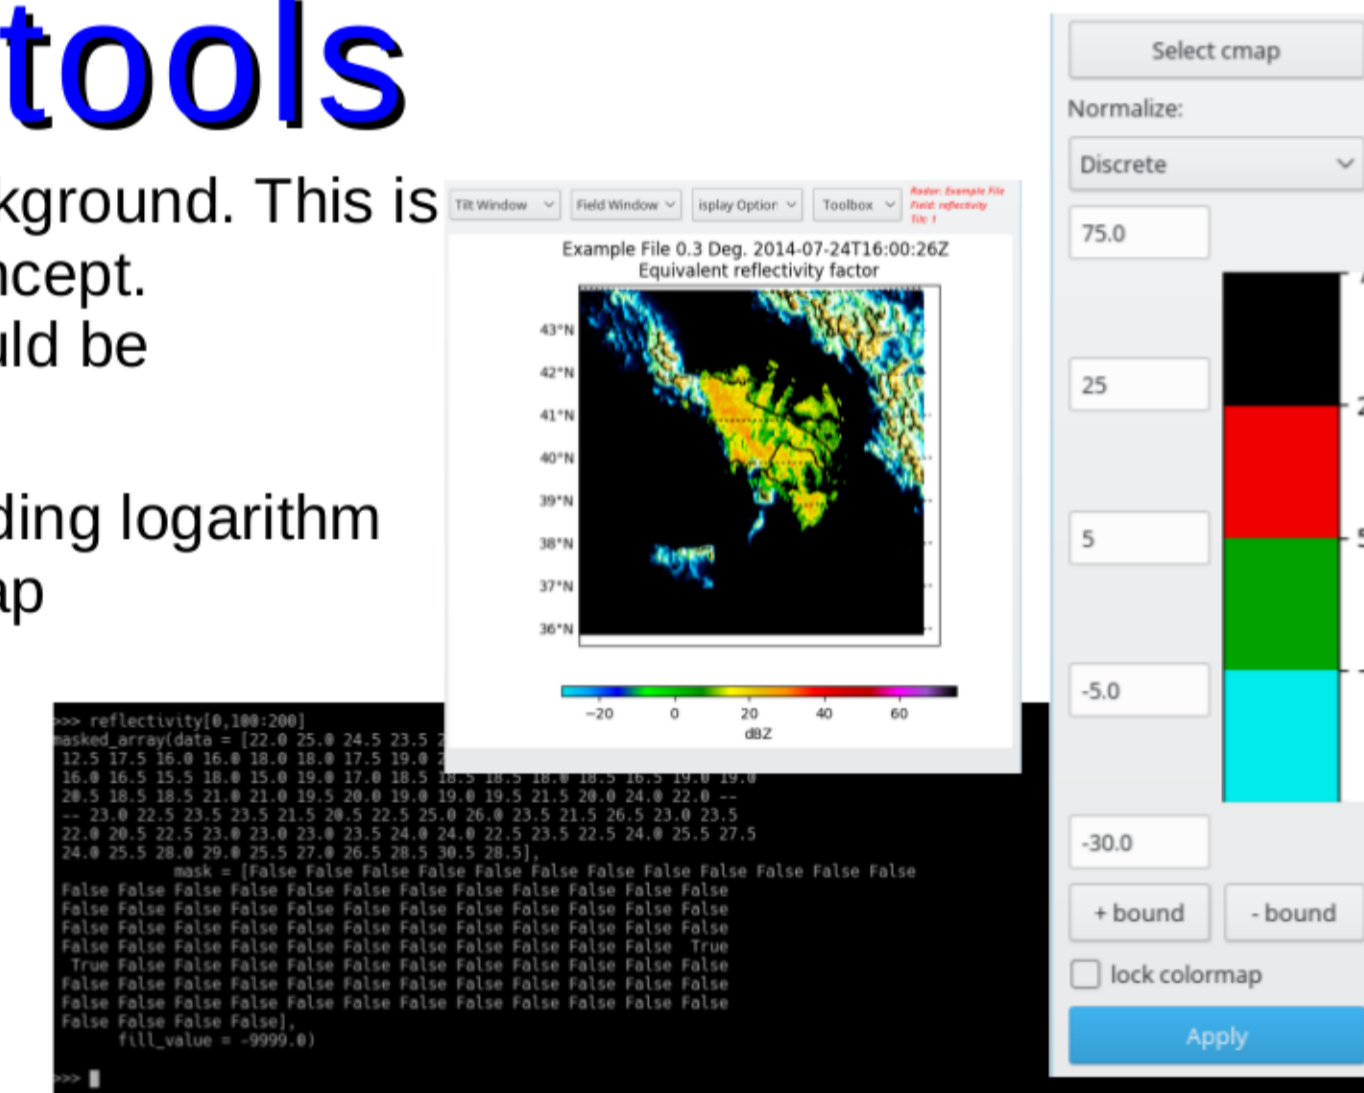 tools
kground. This is
ncept.
uld be
ding logarithm
ap
Tilt Window
Field Window
isplay Option
Toolbox
Radar: Example File
Field: reflectivity
Tilt: 1
Example File 0.3 Deg. 2014-07-24T16:00:26Z
Equivalent reflectivity factor
43°N
42°N
41°N
40°N
39°N
38°N
37°N
36°N
−20 0 20 40 60
dBZ
Select cmap
Normalize:
Discrete
75.0
25
5
-5.0
-30.0
+ bound - bound
lock colormap
Apply
>>> reflectivity[0,100:200]
masked_array(data = [22.0 25.0 24.5 23.5
12.5 17.5 16.0 16.0 18.0 18.0 17.5 19.0
16.0 16.5 15.5 18.0 15.0 19.0 17.0 18.5 18.5 18.5 18.0 18.5 16.5 19.0 19.0
20.5 18.5 18.5 21.0 21.0 19.5 20.0 19.0 19.0 19.5 21.5 20.0 24.0 22.0 --
-- 23.0 22.5 23.5 23.5 21.5 20.5 22.5 25.0 26.0 23.5 21.5 26.5 23.0 23.5
22.0 20.5 22.5 23.0 23.0 23.0 23.5 24.0 24.0 22.5 23.5 22.5 24.0 25.5 27.5
24.0 25.5 28.0 29.0 25.5 27.0 26.5 28.5 30.5 28.5],
mask = [False False False False False False False False False False False False
False False False False False False False False False False False False
False False False False False False False False False False False False
False False False False False False False False False False False False
False False False False False False False False False False False True
True False False False False False False False False False False False
False False False False False False False False False False False False
False False False False False False False False False False False False
False False False False],
fill_value = -9999.0)
>>>